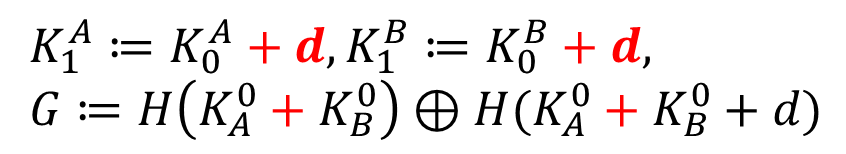 K_1^A ≔ K_0^A + d, K_1^B ≔ K_0^B + d,
G ≔ H(K_A^0 + K_B^0) ⊕ H(K_A^0 + K_B^0 + d)